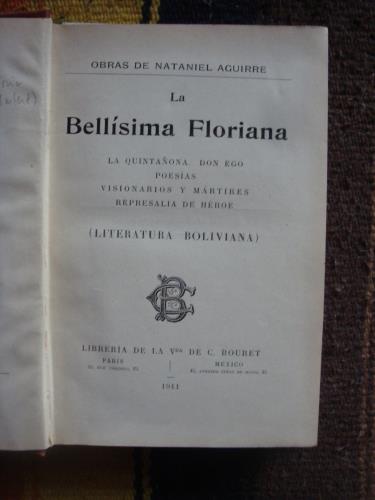 OBRAS DE NATANIEL AGUIRRE
La
Bellísima Floriana
LA QUINTAÑONA. DON EGO
POESÍAS
VISIONARIOS Y MÁRTIRES
REPRESALIA DE HÉROE
(LITERATURA BOLIVIANA)
LIBRERÍA DE LA Vda DE C. BOURET
PARÍS
MÉXICO
1911